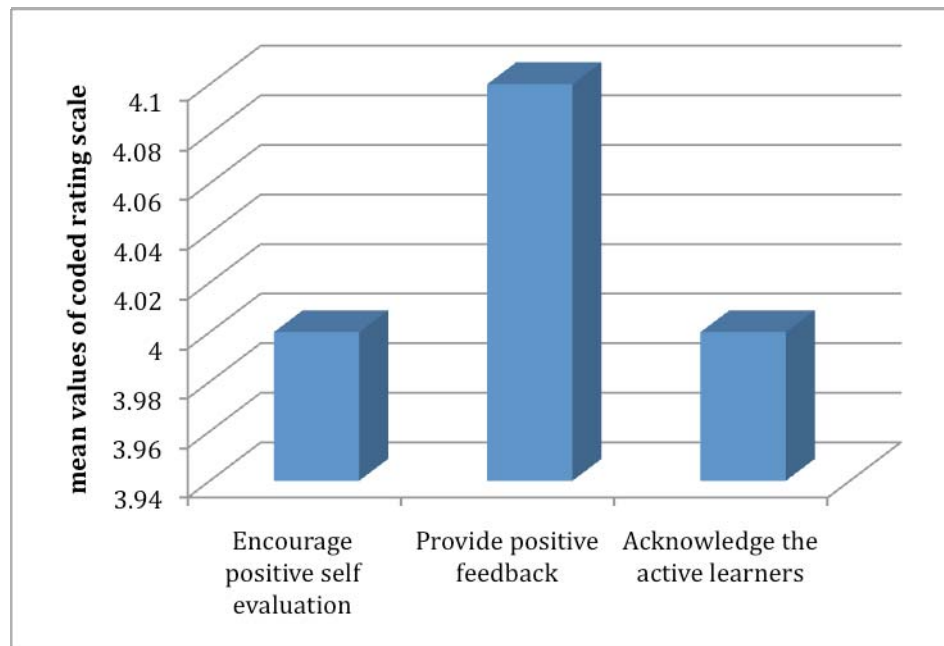 mean values of coded rating scale
4.1
4.08
4.06
4.04
4.02
4
3.98
3.96
3.94
Encourage
positive self
evaluation
Provide positive
feedback
Acknowledge the
active learners